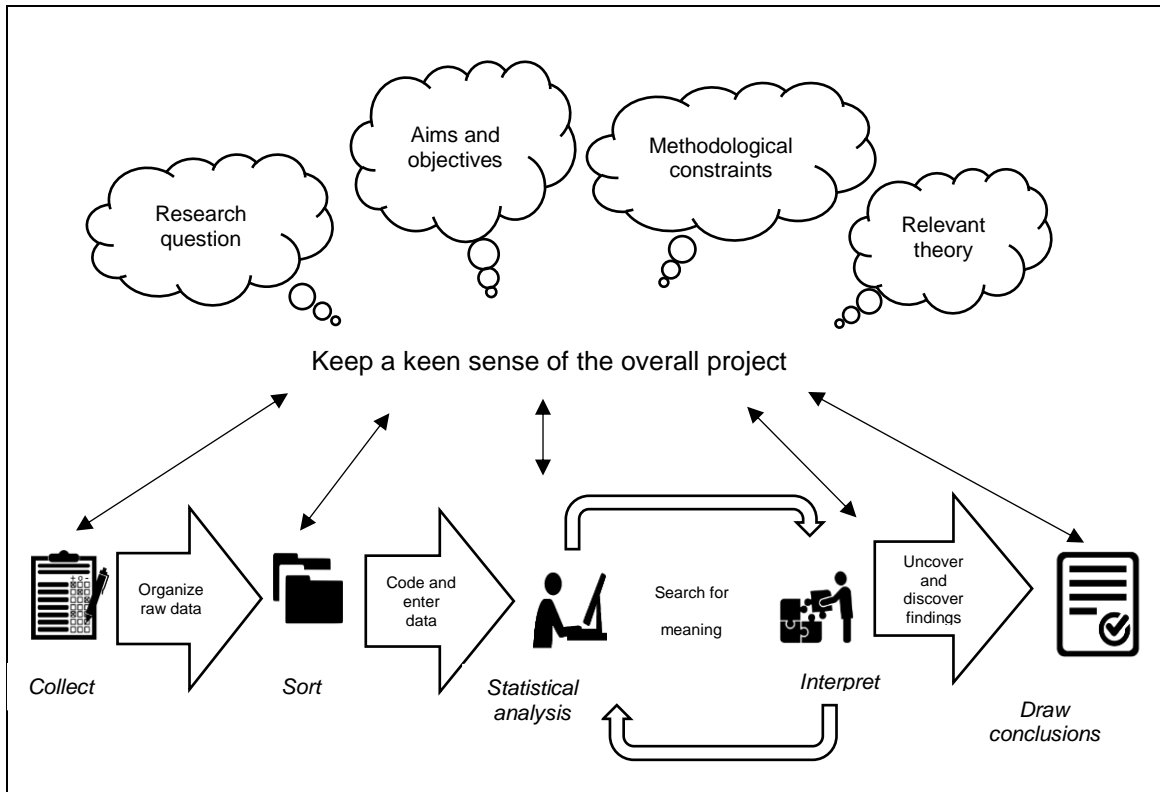 Research
question
Aims and
objectives
Methodological
constraints
Relevant
theory
Keep a keen sense of the overall project
Organize
raw data
Code and
enter
data
Search for
meaning
Uncover
and
discover
findings
Collect
Sort
Statistical
analysis
Interpret
Draw
conclusions